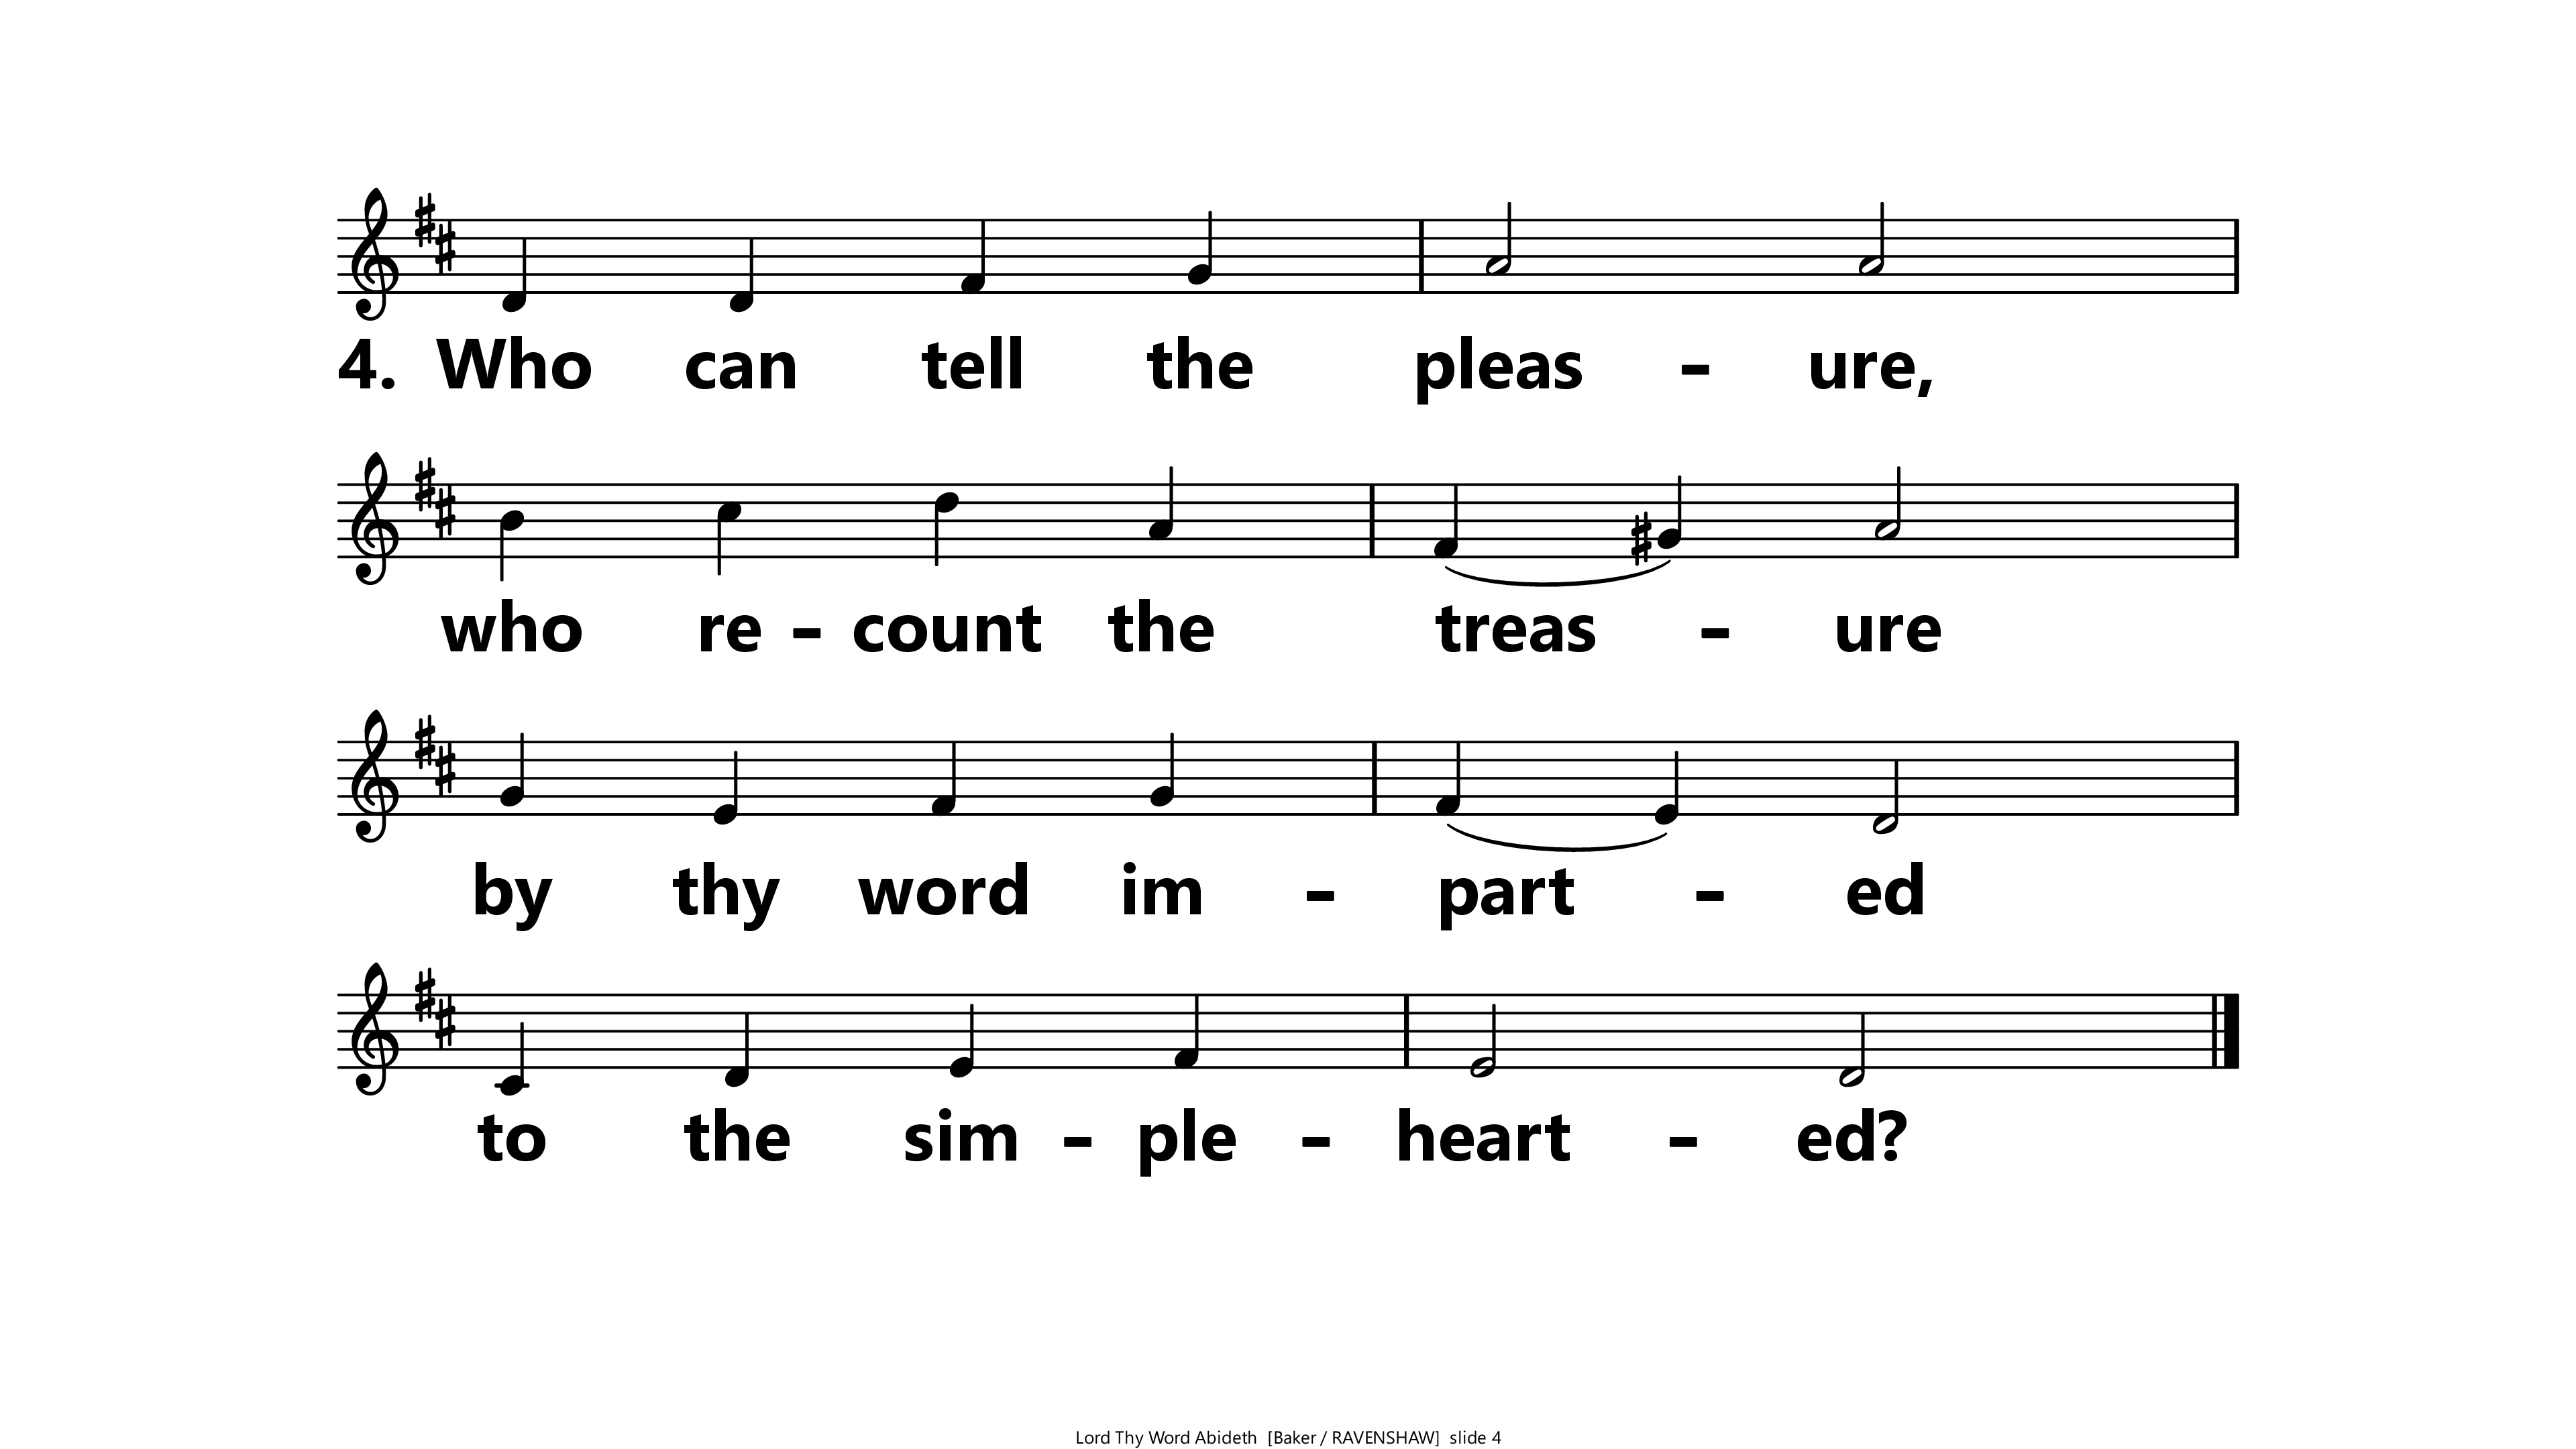 4. Who can tell the pleas - ure,
who re - count the treas - ure
by thy word im - part - ed
to the sim - ple - heart - ed?
Lord Thy Word Abideth [Baker / RAVENSHAW] slide 4